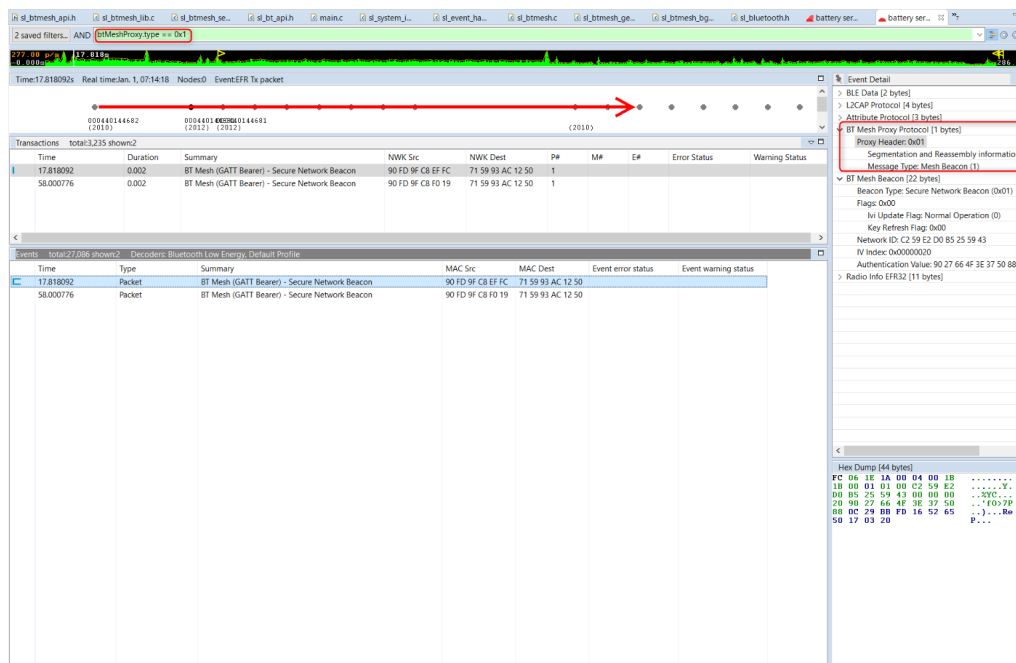 sl_btmesh_api.h sl_btmesh_lib.c sl_btmesh_se... sl_bt_api.h main.c sl_system_i... sl_event_ha... sl_btmesh.c sl_btmesh_ge... sl_btmesh_bg... sl_bluetooth.h battery ser... battery ser...
2 saved filters... AND btMeshProxy.type == 0x1
277.00 p/m 17.818s
-0.000s 286
Time:17.818092s Real time:Jan. 1, 07:14:18 Nodes:0 Event:EFR Tx packet
000440144682
(2010) (2012) (2012) (2010)
Transactions total:3,235 shown:2
Time Duration Summary NWK Src NWK Dest P# M# E# Error Status Warning Status
17.818092 0.002 BT Mesh (GATT Bearer) - Secure Network Beacon 90 FD 9F C8 EF FC 71 59 93 AC 12 50 1
58.000776 0.002 BT Mesh (GATT Bearer) - Secure Network Beacon 90 FD 9F C8 F0 19 71 59 93 AC 12 50 1
Events total:27,086 shown:2 Decoders: Bluetooth Low Energy, Default Profile
Time Type Summary MAC Src MAC Dest Event error status Event warning status
17.818092 Packet BT Mesh (GATT Bearer) - Secure Network Beacon 90 FD 9F C8 EF FC 71 59 93 AC 12 50
58.000776 Packet BT Mesh (GATT Bearer) - Secure Network Beacon 90 FD 9F C8 F0 19 71 59 93 AC 12 50
Event Detail
BLE Data [2 bytes]
L2CAP Protocol [4 bytes]
Attribute Protocol [3 bytes]
BT Mesh Proxy Protocol [1 bytes]
Proxy Header: 0x01
Segmentation and Reassembly informatio
Message Type: Mesh Beacon (1)
BT Mesh Beacon [22 bytes]
Beacon Type: Secure Network Beacon (0x01)
Flags: 0x00
Ivi Update Flag: Normal Operation (0)
Key Refresh Flag: 0x00
Network ID: C2 59 E2 D0 85 25 59 43
IV Index: 0x00000020
Authentication Value: 90 27 66 4F 3E 37 50 88
Radio Info EFR32 [11 bytes]
Hex Dump [44 bytes]
FC 06 1E 1A 00 04 00 1B ........
1B 00 01 01 00 C2 59 E2 ......Y.
D0 B5 25 59 43 00 00 00 ..%YC...
20 90 27 66 4F 3E 37 50 .'fO>7P
88 0C 29 BB FD 16 52 65 ..)...Re
50 17 03 20 P...